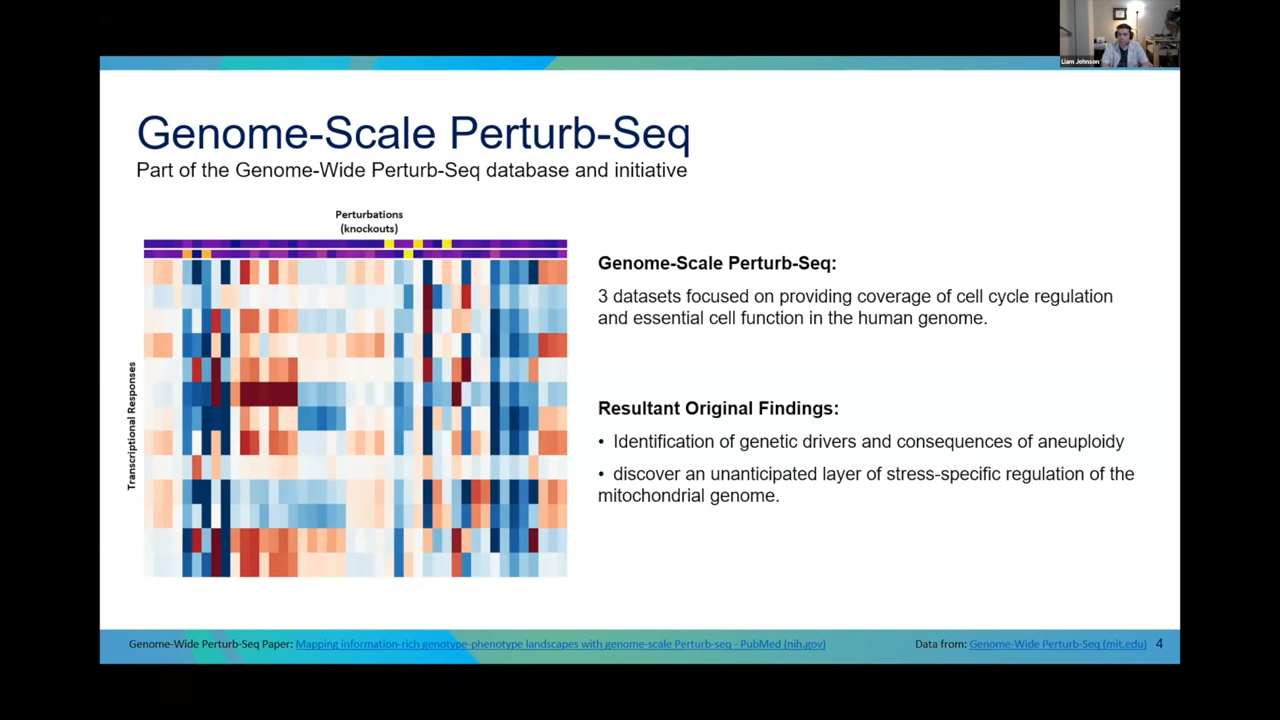 Liam Johnson
Genome-Scale Perturb-Seq
Part of the Genome-Wide Perturb-Seq database and initiative
Perturbations
(knockouts)
Transcriptional Responses
Genome-Scale Perturb-Seq:
3 datasets focused on providing coverage of cell cycle regulation
and essential cell function in the human genome.
Resultant Original Findings:
• Identification of genetic drivers and consequences of aneuploidy
• discover an unanticipated layer of stress-specific regulation of the
mitochondrial genome.
Genome-Wide Perturb-Seq Paper: Mapping information-rich genotype-phenotype landscapes with genome-scale Perturb-seq - PubMed (nih.gov)
Data from: Genome-Wide Perturb-Seq (mit.edu) 4